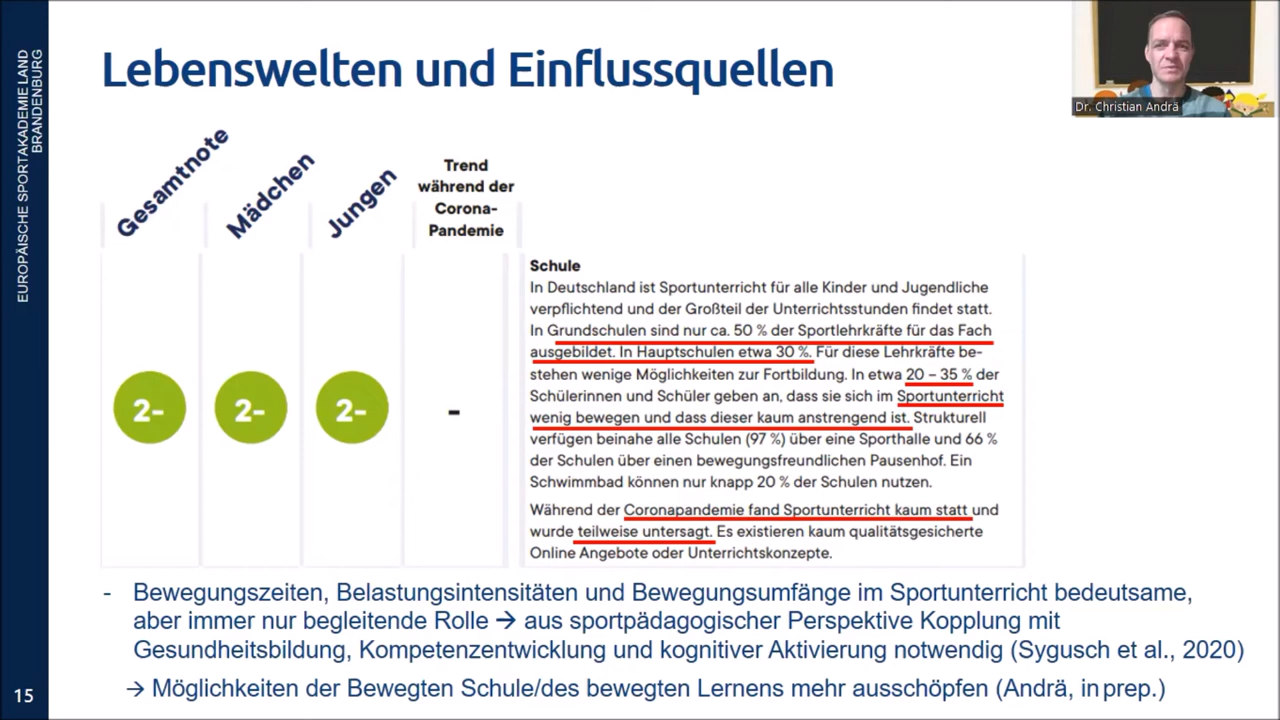 EUROPÄISCHE SPORTAKADEMIE LAND
BRANDENBURG
Lebenswelten und Einflussquellen
Dr. Christian Andrä
Gesamtnote
Mädchen
Jungen
Trend
während der
Corona-
Pandemie
2-
2-
2-
-
Schule
In Deutschland ist Sportunterricht für alle Kinder und Jugendliche
verpflichtend und der Großteil der Unterrichtsstunden findet statt.
In Grundschulen sind nur ca. 50 % der Sportlehrkräfte für das Fach
ausgebildet. In Hauptschulen etwa 30 %. Für diese Lehrkräfte be-
stehen wenige Möglichkeiten zur Fortbildung. In etwa 20 – 35 % der
Schülerinnen und Schüler geben an, dass sie sich im Sportunterricht
wenig bewegen und dass dieser kaum anstrengend ist. Strukturell
verfügen beinahe alle Schulen (97 %) über eine Sporthalle und 66 %
der Schulen über einen bewegungsfreundlichen Pausenhof. Ein
Schwimmbad können nur knapp 20 % der Schulen nutzen.
Während der Coronapandemie fand Sportunterricht kaum statt und
wurde teilweise untersagt. Es existieren kaum qualitätsgesicherte
Online Angebote oder Unterrichtskonzepte.
- Bewegungszeiten, Belastungsintensitäten und Bewegungsumfänge im Sportunterricht bedeutsame,
aber immer nur begleitende Rolle → aus sportpädagogischer Perspektive Kopplung mit
Gesundheitsbildung, Kompetenzentwicklung und kognitiver Aktivierung notwendig (Sygusch et al., 2020)
→ Möglichkeiten der Bewegten Schule/des bewegten Lernens mehr ausschöpfen (Andrä, in prep.)
15